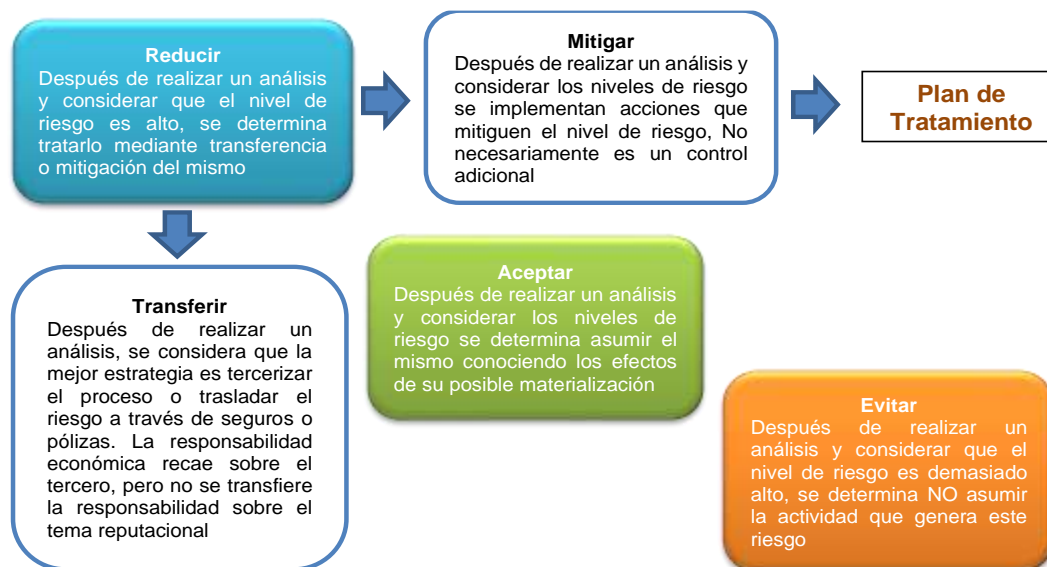 Reducir
Después de realizar un análisis
y considerar que el nivel de
riesgo es alto, se determina
tratarlo mediante transferencia
o mitigación del mismo
Mitigar
Después de realizar un análisis y
considerar los niveles de riesgo
se implementan acciones que
mitiguen el nivel de riesgo, No
necesariamente es un control
adicional
Plan de
Tratamiento
Transferir
Después de realizar un
análisis, se considera que la
mejor estrategia es tercerizar
el proceso o trasladar el
riesgo a través de seguros o
pólizas. La responsabilidad
económica recae sobre el
tercero, pero no se transfiere
la responsabilidad sobre el
tema reputacional
Aceptar
Después de realizar un análisis
y considerar los niveles de
riesgo se determina asumir el
mismo conociendo los efectos
de su posible materialización
Evitar
Después de realizar un
análisis y considerar que el
nivel de riesgo es demasiado
alto, se determina NO asumir
la actividad que genera este
riesgo